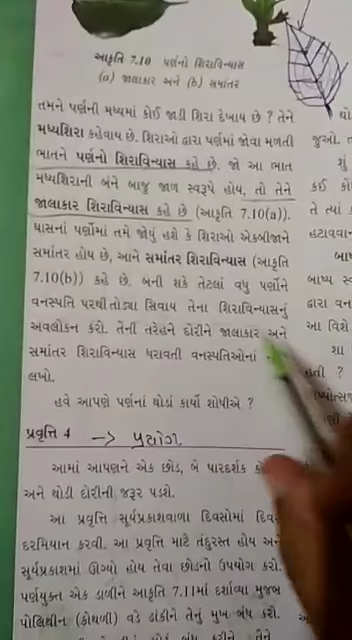 આકૃતિ 7.10 પર્ણનો શિરાવિન્યાસ
(a) જાલાકાર અને (b) સમાંતર
તમને પર્ણની મધ્યમાં કોઈ જાડી શિરા દેખાય છે ? તેને
મધ્યશિરા કહેવાય છે. શિરાઓ દ્વારા પર્ણમાં જોવા મળતી
ભાતને પર્ણનો શિરાવિન્યાસ કહે છે. જો આ ભાત
મધ્યશિરાની બંને બાજુ જાળ સ્વરૂપે હોય, તો તેને
જાલાકાર શિરાવિન્યાસ કહે છે (આકૃતિ 7.10(a)).
ઘાસનાં પર્ણોમાં તમે જોયું હશે કે શિરાઓ એકબીજાને
સમાંતર હોય છે, આને સમાંતર શિરાવિન્યાસ (આકૃતિ
7.10(b)) કહે છે. બની શકે તેટલાં વધુ પર્ણોને
વનસ્પતિ પરથી તોડ્યા સિવાય તેના શિરાવિન્યાસનું
અવલોકન કરો. તેની તરેહને દોરીને જાલાકાર અને
સમાંતર શિરાવિન્યાસ ધરાવતી વનસ્પતિઓનાં
લખો.
હવે આપણે પર્ણનાં થોડાં કાર્યો શોધીએ ?
પ્રવૃત્તિ 4 → પ્રયોગ
આમાં આપણને એક છોડ, બે પારદર્શક
અને થોડી દોરીની જરૂર પડશે.
આ પ્રવૃત્તિ સૂર્યપ્રકાશવાળા દિવસોમાં
દરમિયાન કરવી. આ પ્રવૃત્તિ માટે તંદુરસ્ત હોય અને
સૂર્યપ્રકાશમાં ઊગ્યો હોય તેવા છોડનો ઉપયોગ કરો.
પર્ણયુક્ત એક ડાળીને આકૃતિ 7.11માં દર્શાવ્યા મુજબ
પોલિથીન (કોથળી) વડે ઢાંકીને તેનું મુખ બંધ કરો.
જુઓ.
શું
તે ત્યાં
હટાવવાન
બાષ્પ
દ્વારા
આ
શા